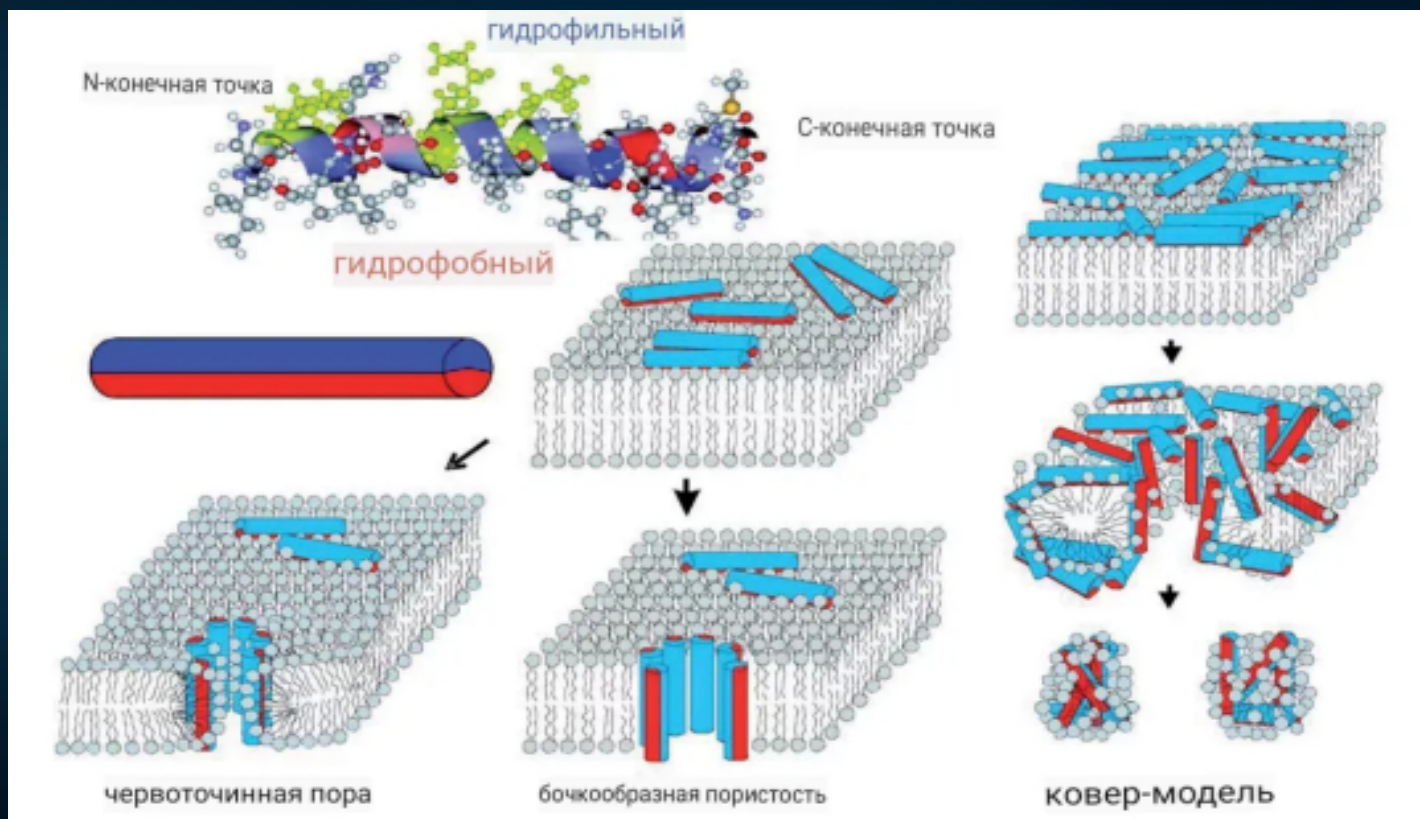 гидрофильный
N-конечная точка
С-конечная точка
гидрофобный
червоточинная пора
бочкообразная пористость
ковер-модель